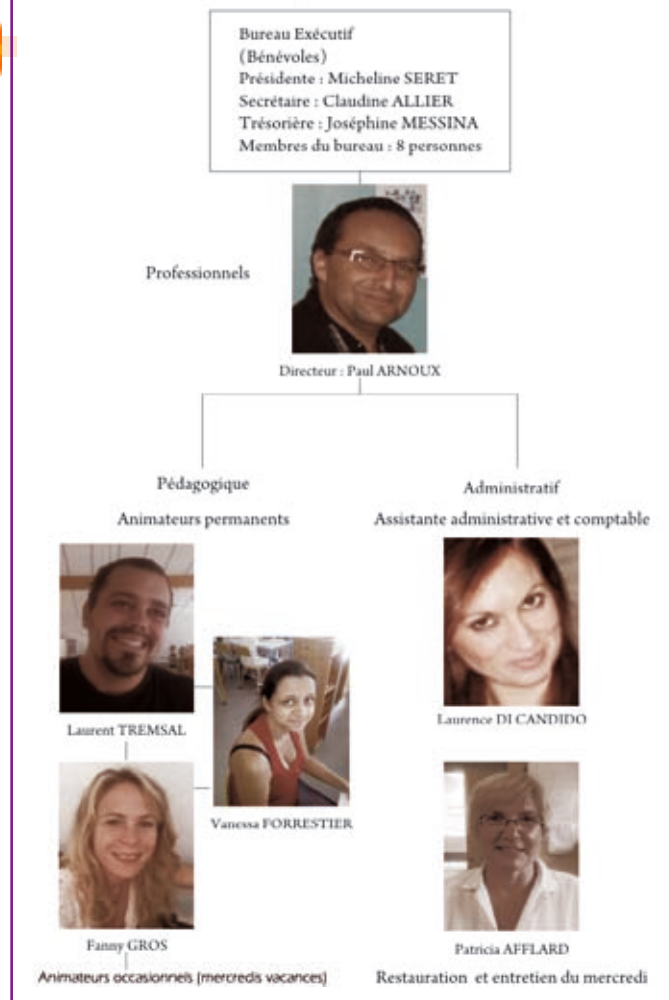 Bureau Exécutif
(Bénévoles)
Présidente : Micheline SERET
Secrétaire : Claudine ALLIER
Trésorière : Joséphine MESSINA
Membres du bureau : 8 personnes
Professionnels
Directeur : Paul ARNOUX
Pédagogique
Animateurs permanents
Administratif
Assistante administrative et comptable
Laurent TREMSAL
Vanessa FORRESTIER
Fanny GROS
Animateurs occasionnels (mercredis vacances)
Laurence DI CANDIDO
Patricia AFFLARD
Restauration et entretien du mercredi